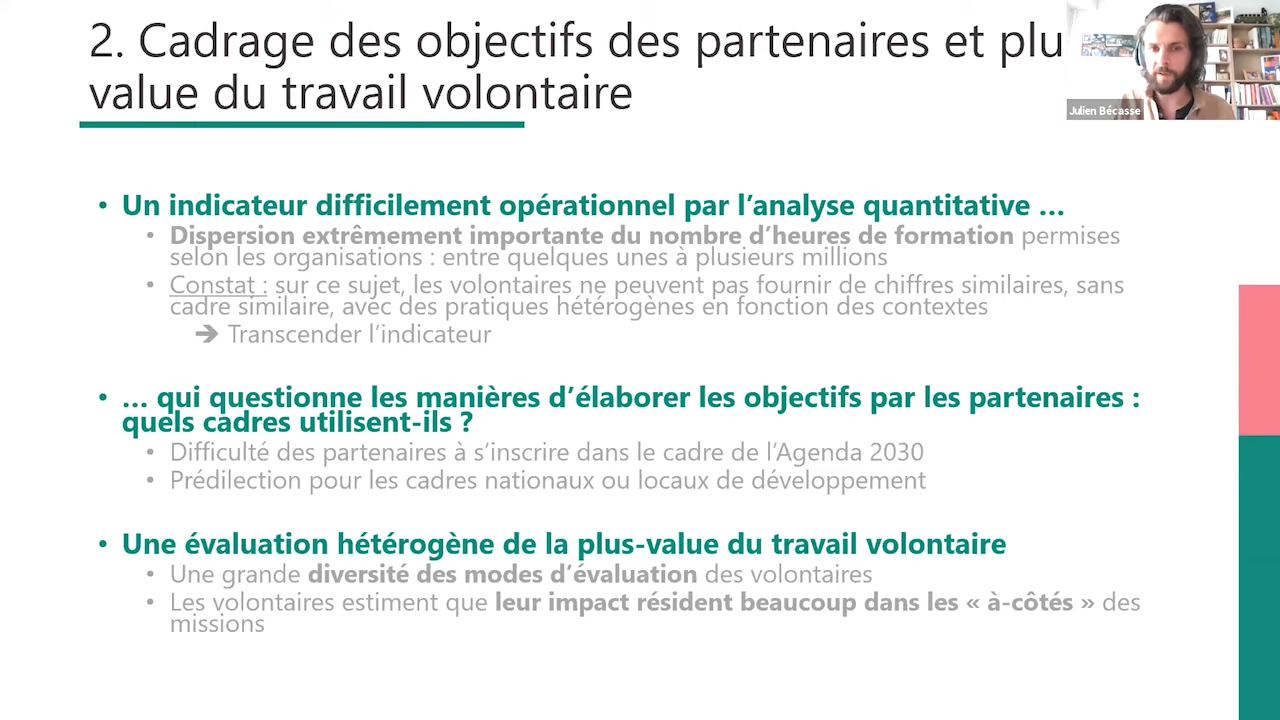 2. Cadrage des objectifs des partenaires et plu
value du travail volontaire
Julien Bécasse
• Un indicateur difficilement opérationnel par l’analyse quantitative …
• Dispersion extrêmement importante du nombre d’heures de formation permises
selon les organisations : entre quelques unes à plusieurs millions
• Constat : sur ce sujet, les volontaires ne peuvent pas fournir de chiffres similaires, sans
cadre similaire, avec des pratiques hétérogènes en fonction des contextes
➔ Transcender l’indicateur
• … qui questionne les manières d’élaborer les objectifs par les partenaires :
quels cadres utilisent-ils ?
• Difficulté des partenaires à s’inscrire dans le cadre de l’Agenda 2030
• Prédilection pour les cadres nationaux ou locaux de développement
• Une évaluation hétérogène de la plus-value du travail volontaire
• Une grande diversité des modes d’évaluation des volontaires
• Les volontaires estiment que leur impact résident beaucoup dans les « à-côtés » des
missions